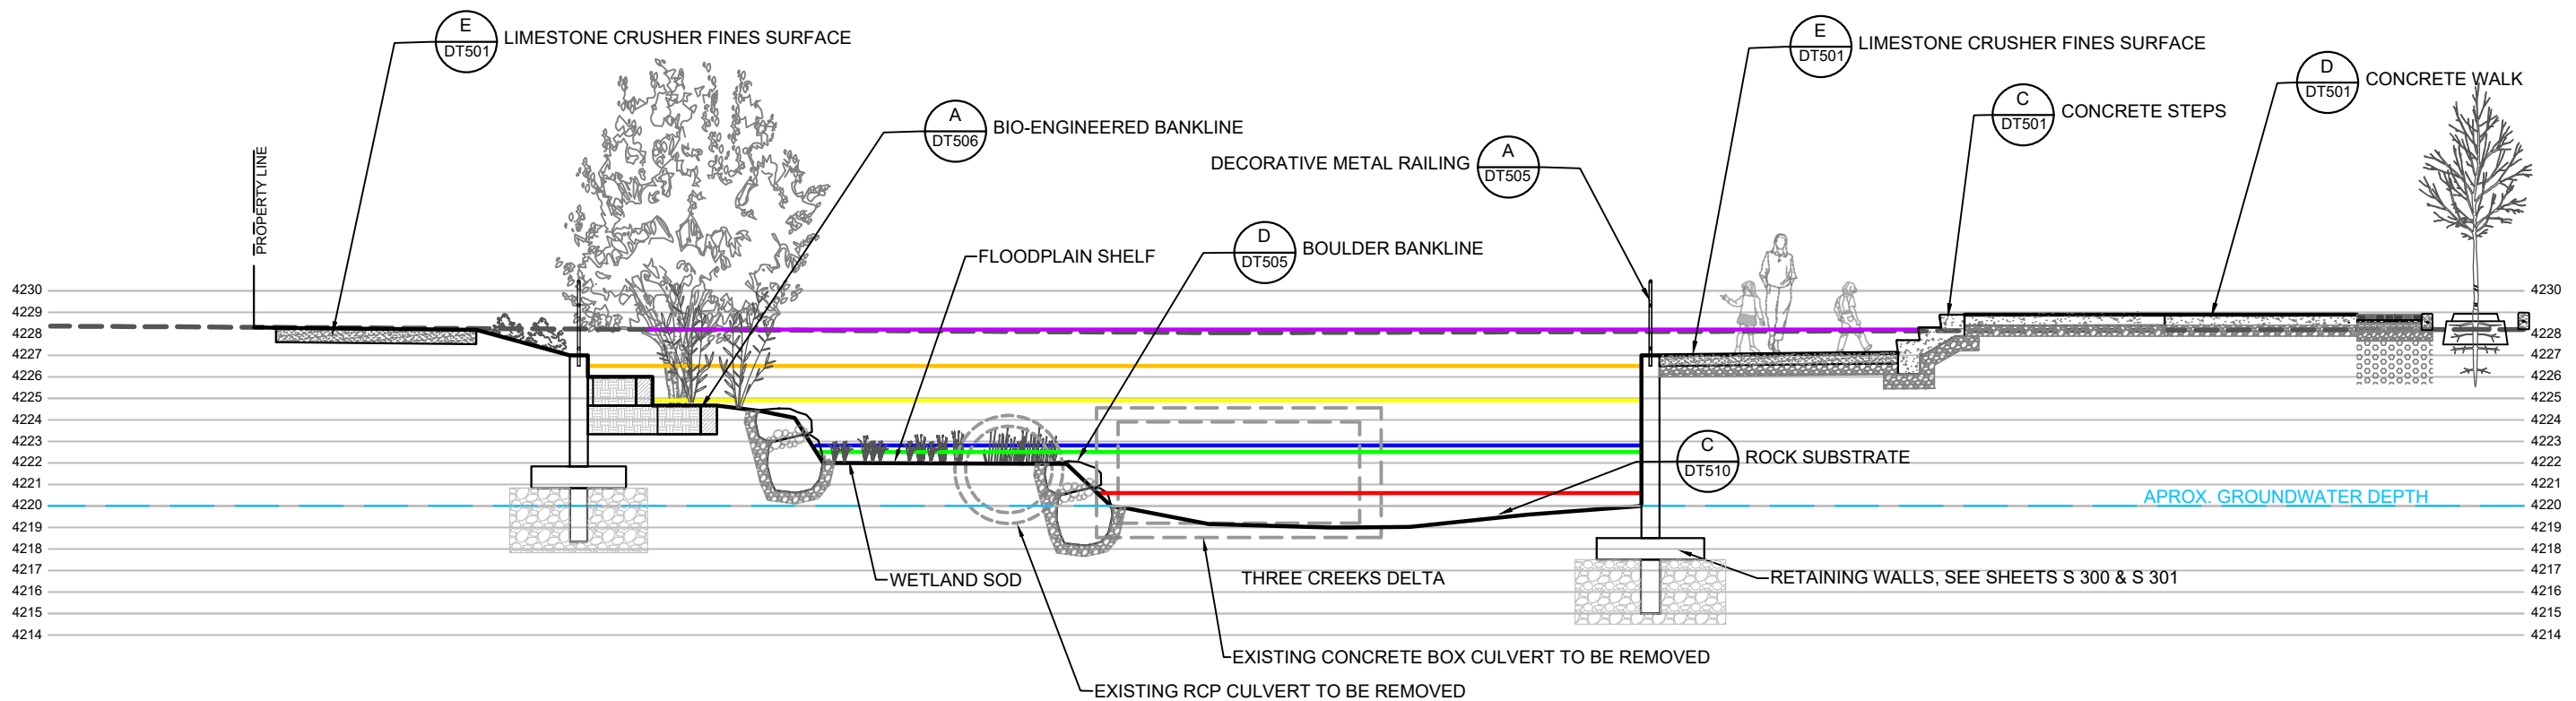 E
DT501
LIMESTONE CRUSHER FINES SURFACE
E
DT501
LIMESTONE CRUSHER FINES SURFACE
D
DT501
CONCRETE WALK
C
DT501
CONCRETE STEPS
A
DT506
BIO-ENGINEERED BANKLINE
DECORATIVE METAL RAILING
A
DT505
PROPERTY LINE
FLOODPLAIN SHELF
D
DT505
BOULDER BANKLINE
4230
4229
4228
4227
4226
4225
4224
4223
4222
4221
4220
4219
4218
4217
4216
4215
4214
4230
4229
4228
4227
4226
4225
4224
4223
4222
4221
4220
4219
4218
4217
4216
4215
4214
C
DT510
ROCK SUBSTRATE
APROX. GROUNDWATER DEPTH
WETLAND SOD
THREE CREEKS DELTA
RETAINING WALLS, SEE SHEETS S 300 & S 301
EXISTING CONCRETE BOX CULVERT TO BE REMOVED
EXISTING RCP CULVERT TO BE REMOVED